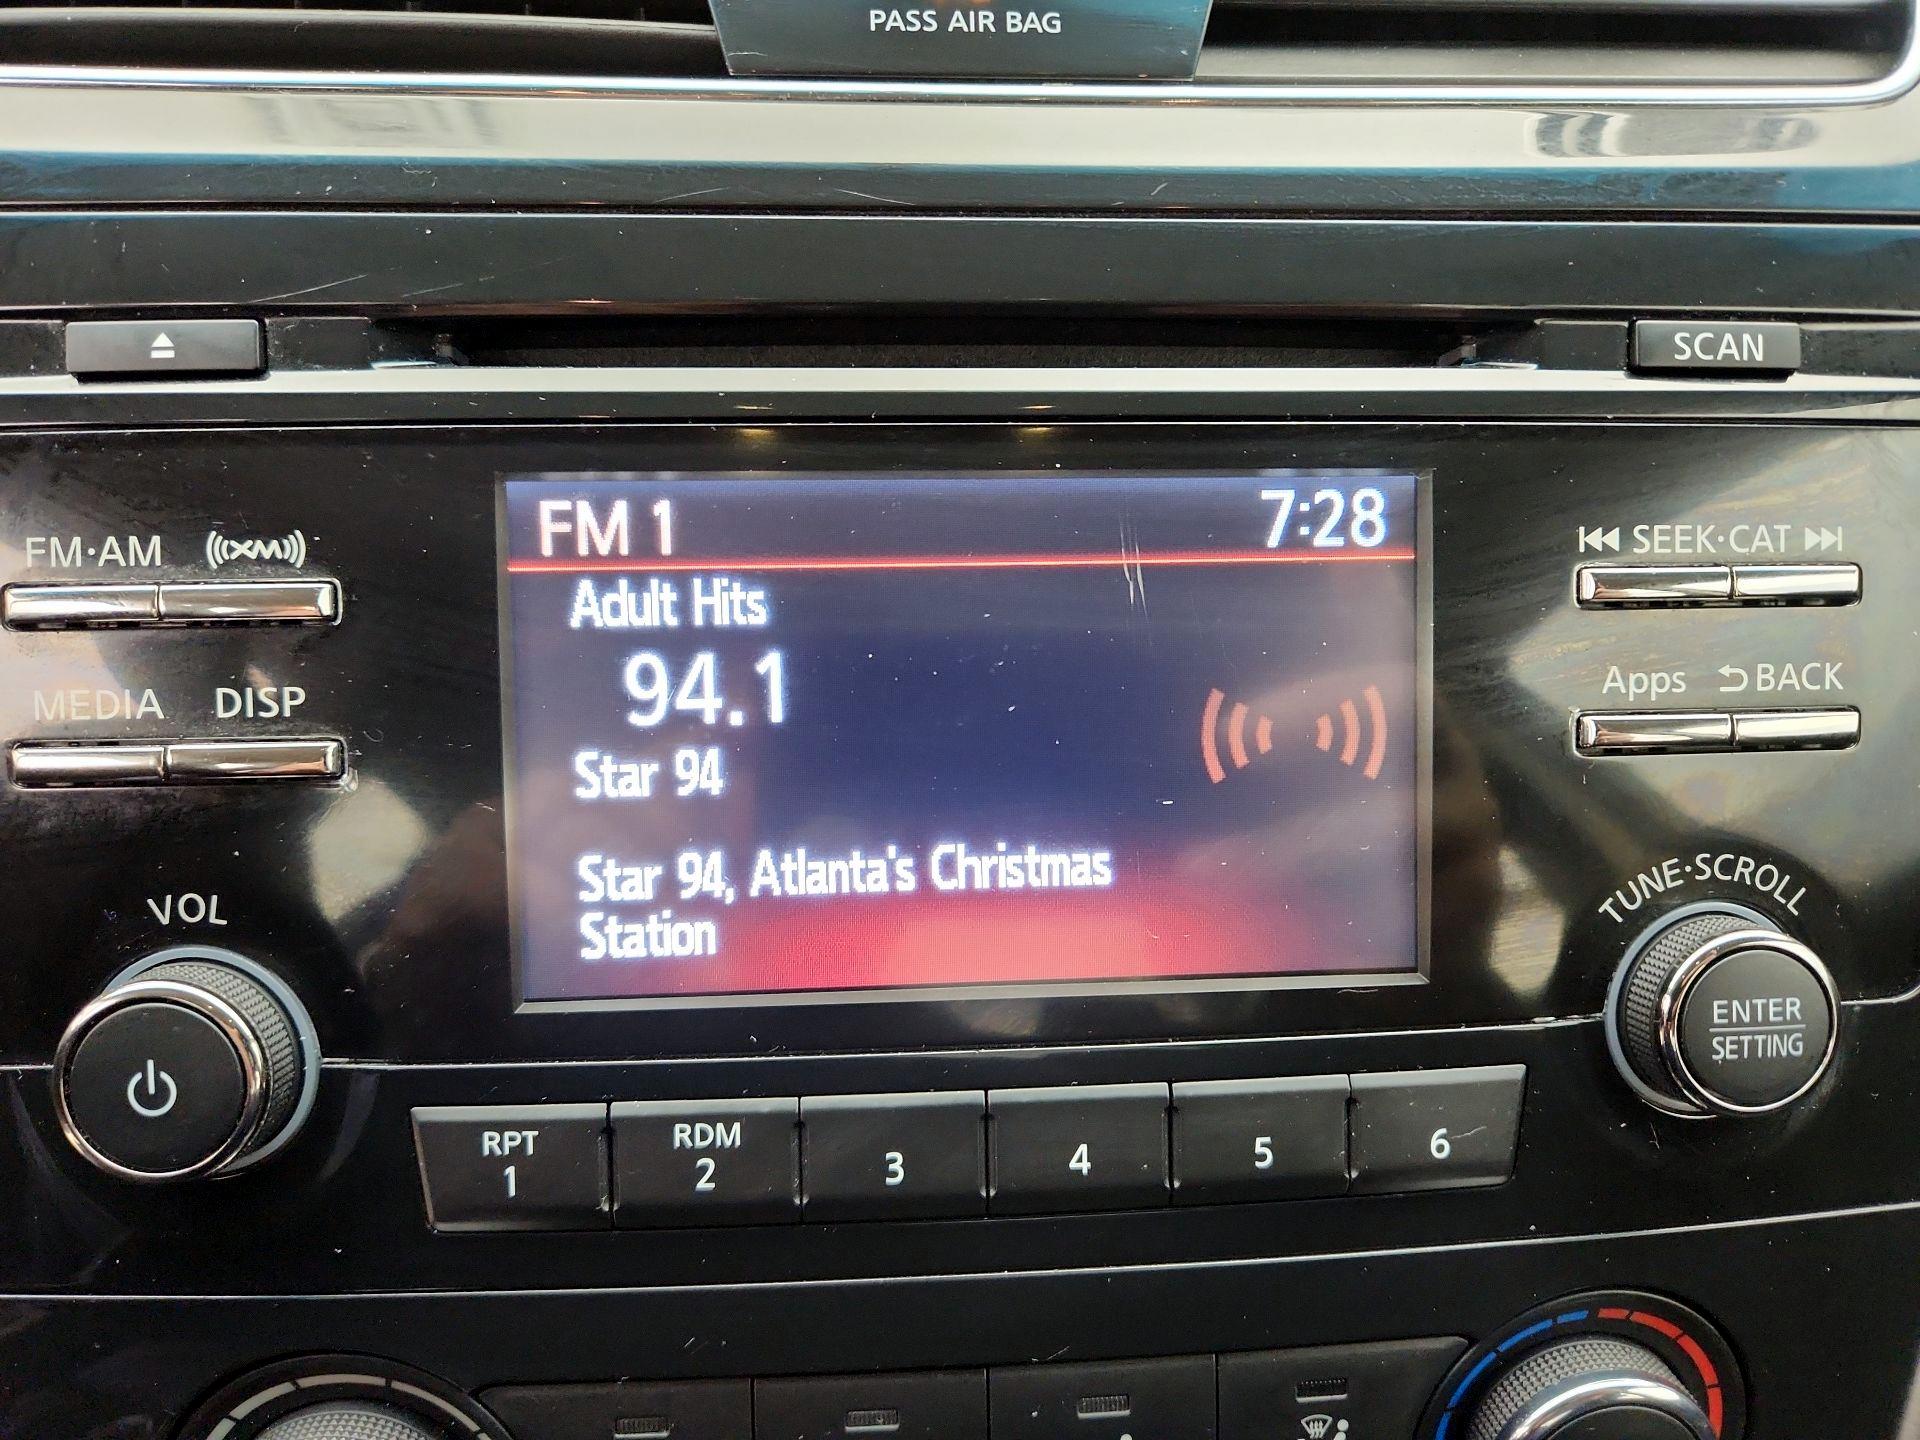 PASS AIR BAG
SCAN
FM 1 7:28
FM·AM XM
SEEK·CAT
Adult Hits
94.1
MEDIA DISP
Apps BACK
Star 94
Star 94, Atlanta's Christmas
Station
VOL
TUNE·SCROLL
ENTER
SETTING
RPT
1
RDM
2
3
4
5
6